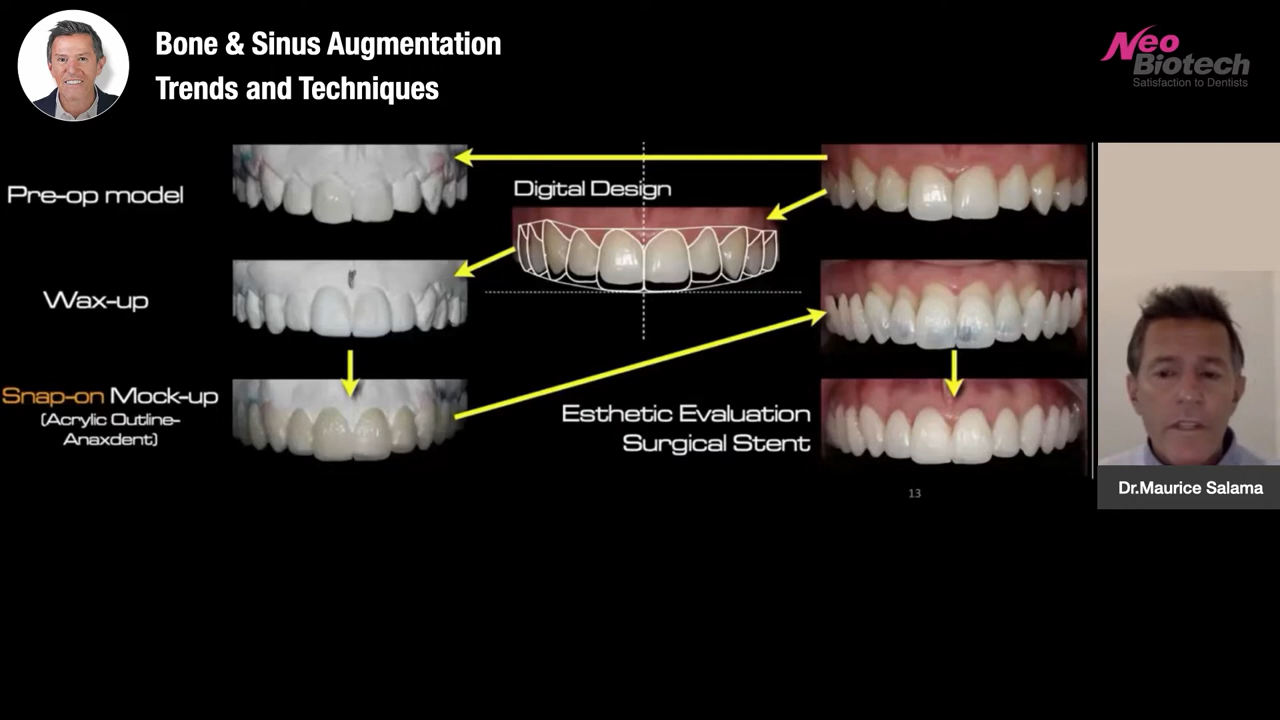 Bone & Sinus Augmentation
Trends and Techniques
Neo
Biotech
Satisfaction to Dentists
Pre-op model
Digital Design
Wax-up
Snap-on Mock-up
(Acrylic Outline-
Anaxdent)
Esthetic Evaluation
Surgical Stent
13
Dr.Maurice Salama